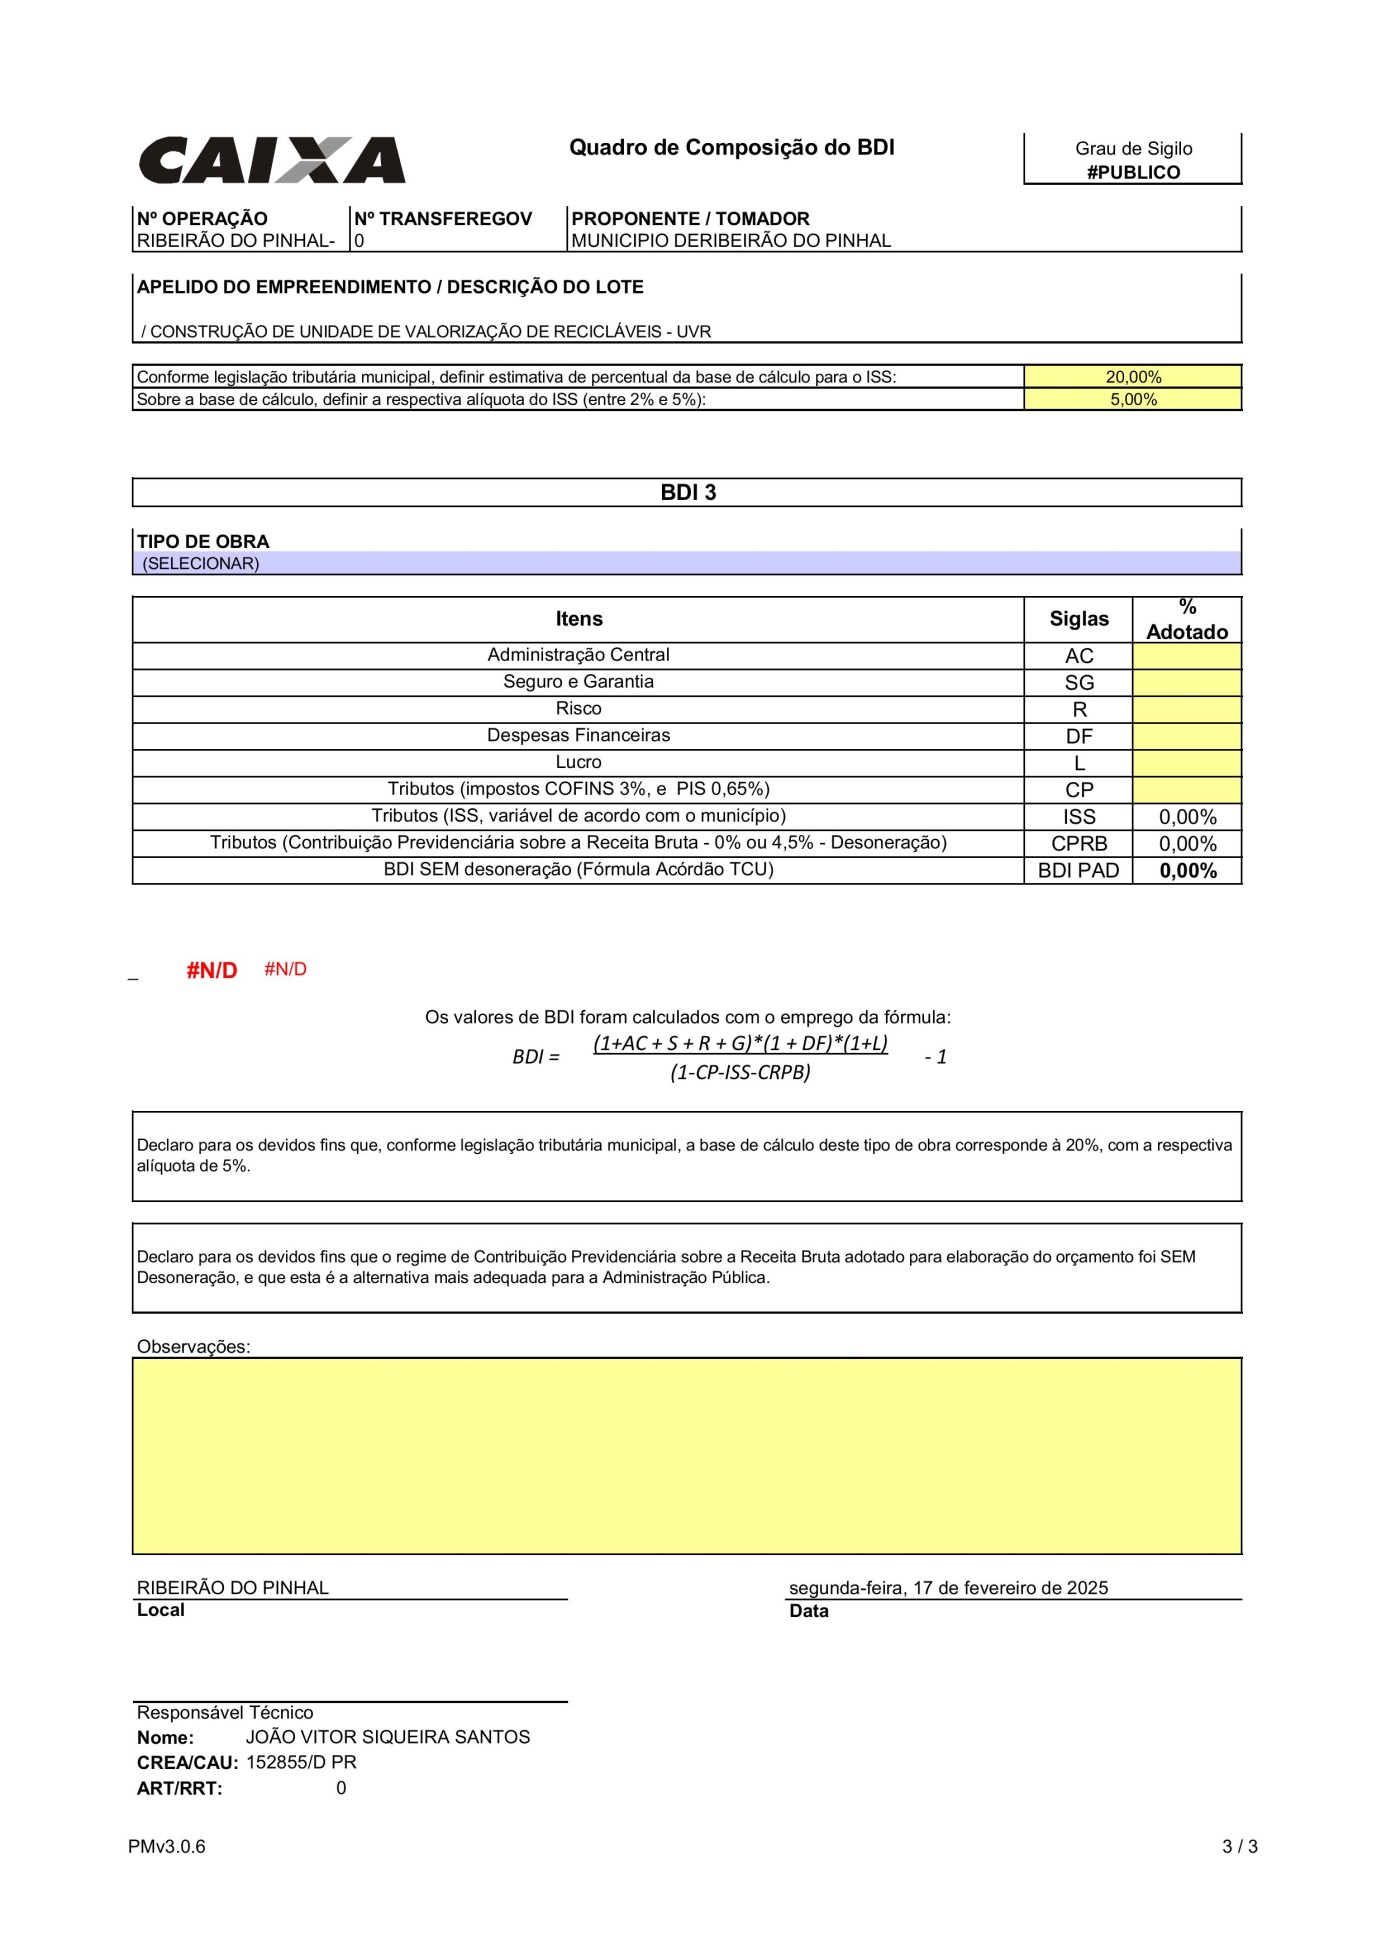 CAIXA
Quadro de Composição do BDI
Grau de Sigilo
#PUBLICO
Nº OPERAÇÃO
RIBEIRÃO DO PINHAL-
Nº TRANSFEREGOV
0
PROPONENTE / TOMADOR
MUNICIPIO DERIBEIRÃO DO PINHAL
APELIDO DO EMPREENDIMENTO / DESCRIÇÃO DO LOTE
/ CONSTRUÇÃO DE UNIDADE DE VALORIZAÇÃO DE RECICLÁVEIS - UVR
Conforme legislação tributária municipal, definir estimativa de percentual da base de cálculo para o ISS: 20,00%
Sobre a base de cálculo, definir a respectiva alíquota do ISS (entre 2% e 5%): 5,00%
BDI 3
TIPO DE OBRA
(SELECIONAR)
Itens Siglas % Adotado
Administração Central AC
Seguro e Garantia SG
Risco R
Despesas Financeiras DF
Lucro L
Tributos (impostos COFINS 3%, e  PIS 0,65%) CP
Tributos (ISS, variável de acordo com o município) ISS 0,00%
Tributos (Contribuição Previdenciária sobre a Receita Bruta - 0% ou 4,5% - Desoneração) CPRB 0,00%
BDI SEM desoneração (Fórmula Acórdão TCU) BDI PAD 0,00%
_ #N/D #N/D
Os valores de BDI foram calculados com o emprego da fórmula:
(1+AC + S + R + G)*(1 + DF)*(1+L)
BDI = - 1
(1-CP-ISS-CRPB)
Declaro para os devidos fins que, conforme legislação tributária municipal, a base de cálculo deste tipo de obra corresponde à 20%, com a respectiva
alíquota de 5%.
Declaro para os devidos fins que o regime de Contribuição Previdenciária sobre a Receita Bruta adotado para elaboração do orçamento foi SEM
Desoneração, e que esta é a alternativa mais adequada para a Administração Pública.
Observações:
RIBEIRÃO DO PINHAL
Local
segunda-feira, 17 de fevereiro de 2025
Data
Responsável Técnico
Nome: JOÃO VITOR SIQUEIRA SANTOS
CREA/CAU: 152855/D PR
ART/RRT: 0
PMv3.0.6
3 / 3